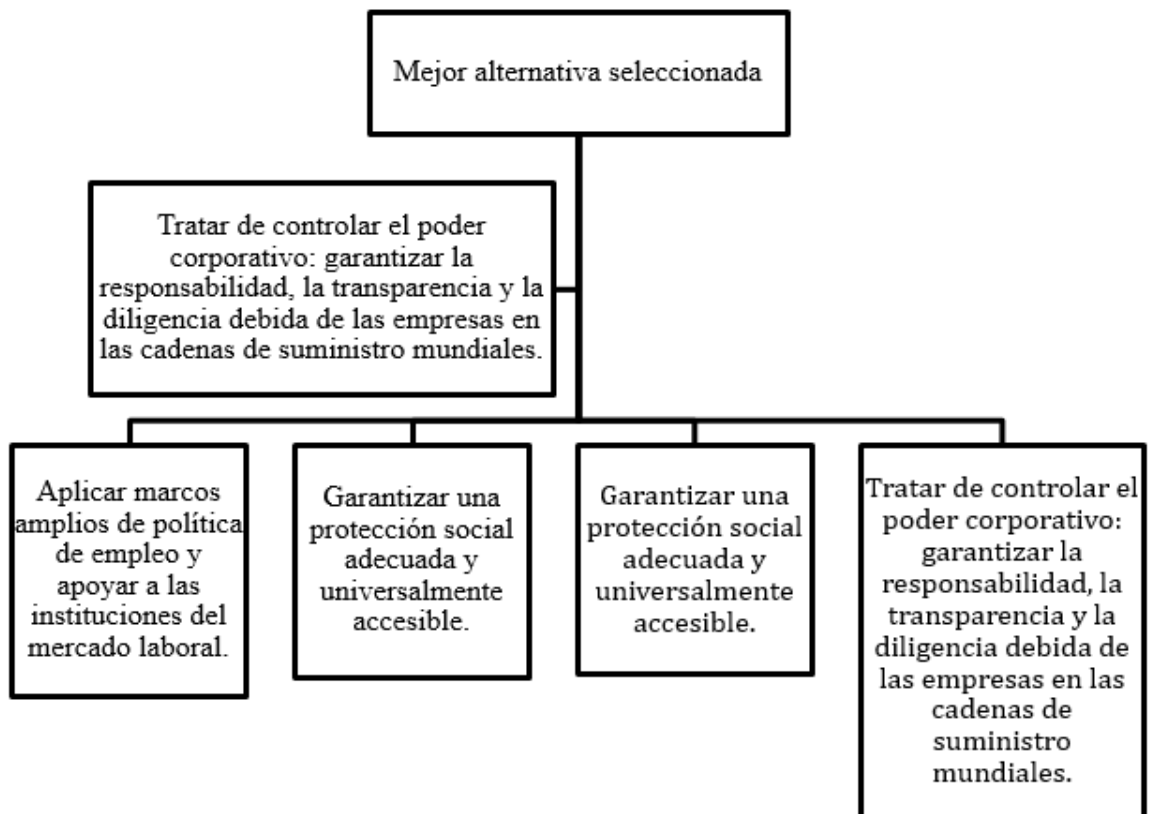 Mejor alternativa seleccionada
Tratar de controlar el poder
corporativo: garantizar la
responsabilidad, la transparencia y la
diligencia debida de las empresas en
las cadenas de suministro mundiales.
Aplicar marcos
amplios de política
de empleo y
apoyar a las
instituciones del
mercado laboral.
Garantizar una
protección social
adecuada y
universalmente
accesible.
Garantizar una
protección social
adecuada y
universalmente
accesible.
Tratar de controlar el
poder corporativo:
garantizar la
responsabilidad, la
transparencia y la
diligencia debida de
las empresas en las
cadenas de
suministro
mundiales.